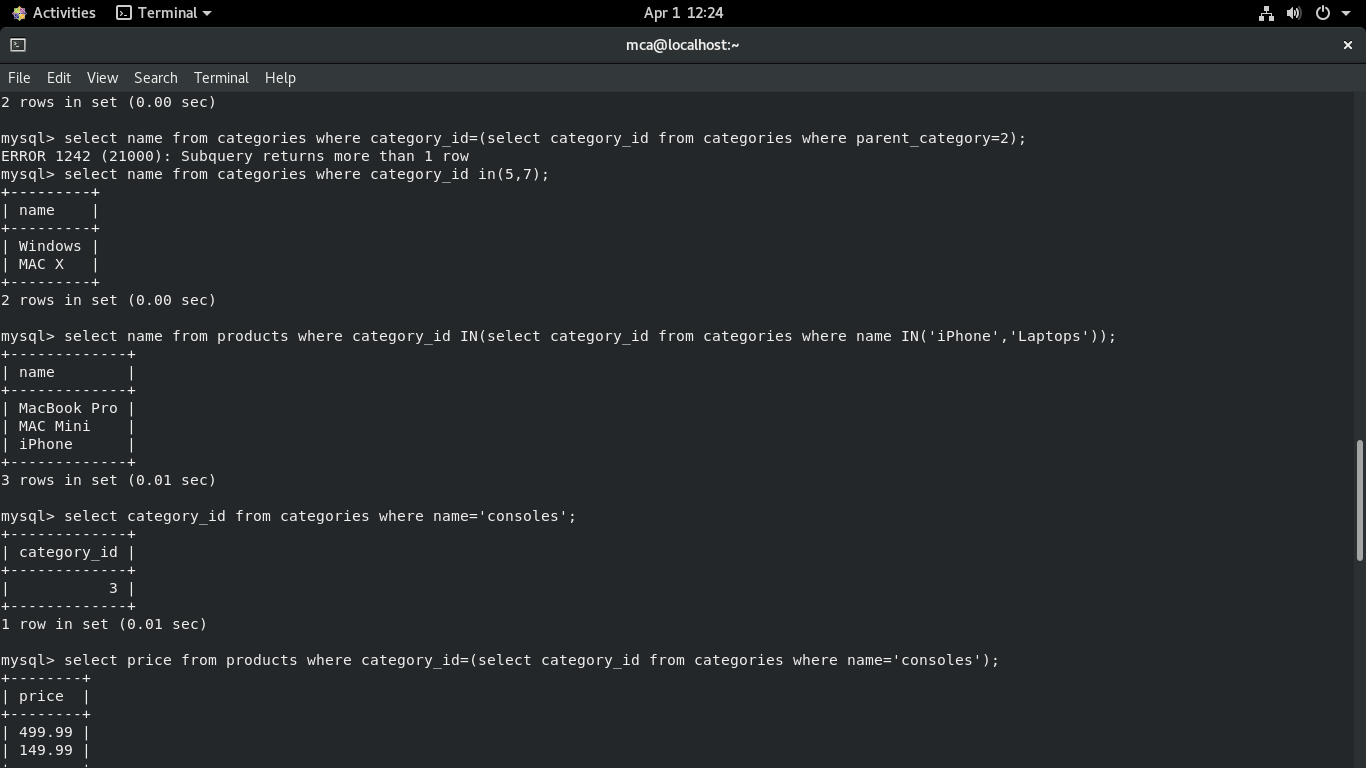 Activities Terminal Apr 1 12:24
mca@localhost:~
File Edit View Search Terminal Help
2 rows in set (0.00 sec)
mysql> select name from categories where category_id=(select category_id from categories where parent_category=2);
ERROR 1242 (21000): Subquery returns more than 1 row
mysql> select name from categories where category_id in(5,7);
+---------+
| name    |
+---------+
| Windows |
| MAC X   |
+---------+
2 rows in set (0.00 sec)
mysql> select name from products where category_id IN(select category_id from categories where name IN('iPhone','Laptops'));
+-------------+
| name        |
+-------------+
| MacBook Pro |
| MAC Mini    |
| iPhone      |
+-------------+
3 rows in set (0.01 sec)
mysql> select category_id from categories where name='consoles';
+-------------+
| category_id |
+-------------+
|           3 |
+-------------+
1 row in set (0.01 sec)
mysql> select price from products where category_id=(select category_id from categories where name='consoles');
+--------+
| price  |
+--------+
| 499.99 |
| 149.99 |